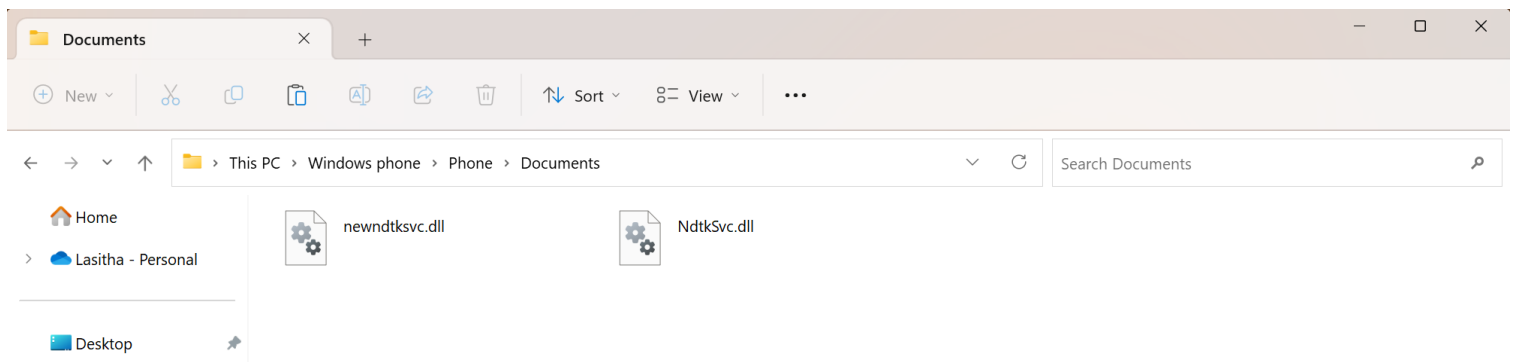 Documents
New
Sort
View
This PC > Windows phone > Phone > Documents
Search Documents
Home
newndtksvc.dll
NdtkSvc.dll
Lasitha - Personal
Desktop